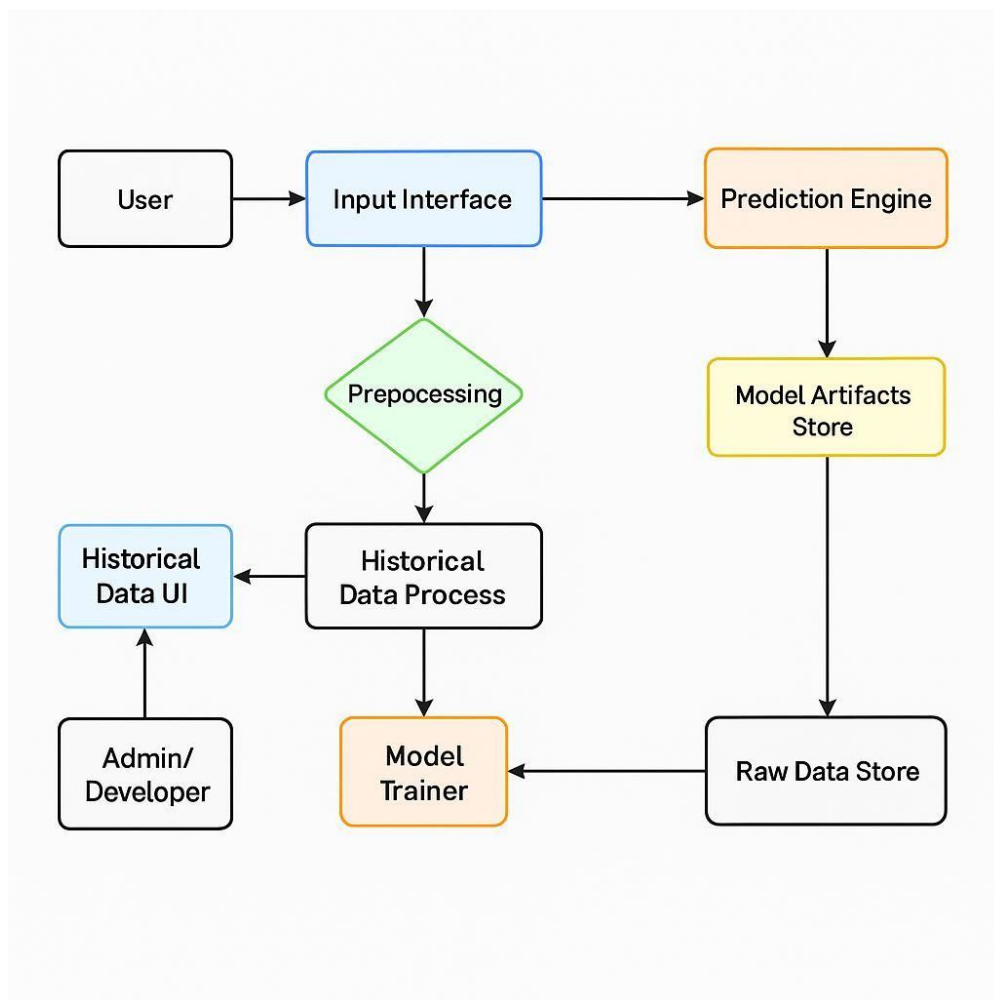 User
Input Interface
Prediction Engine
Prepocessing
Model Artifacts
Store
Historical
Data UI
Historical
Data Process
Admin/
Developer
Model
Trainer
Raw Data Store